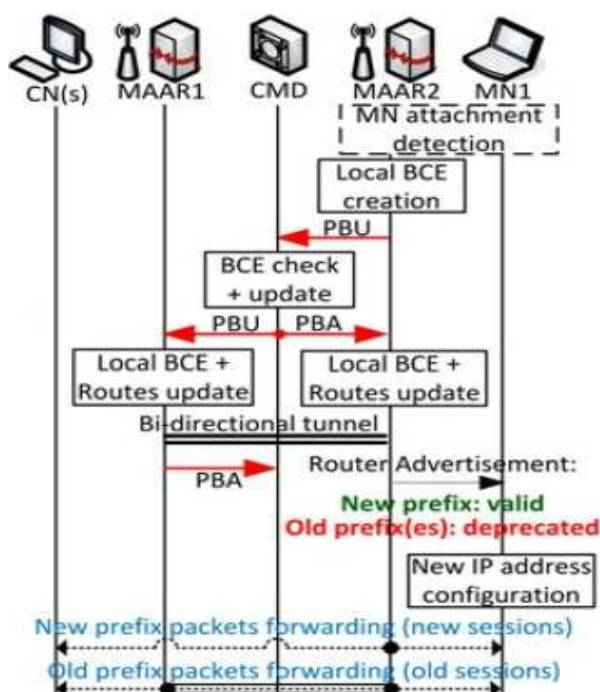 CN(s) MAAR1 CMD MAAR2 MN1
MN attachment
detection
Local BCE
creation
PBU
BCE check
+ update
PBU PBA
Local BCE +
Routes update
Local BCE +
Routes update
Bi-directional tunnel
PBA
Router Advertisement:
New prefix: valid
Old prefix(es): deprecated
New IP address
configuration
New prefix packets forwarding (new sessions)
Old prefix packets forwarding (old sessions)